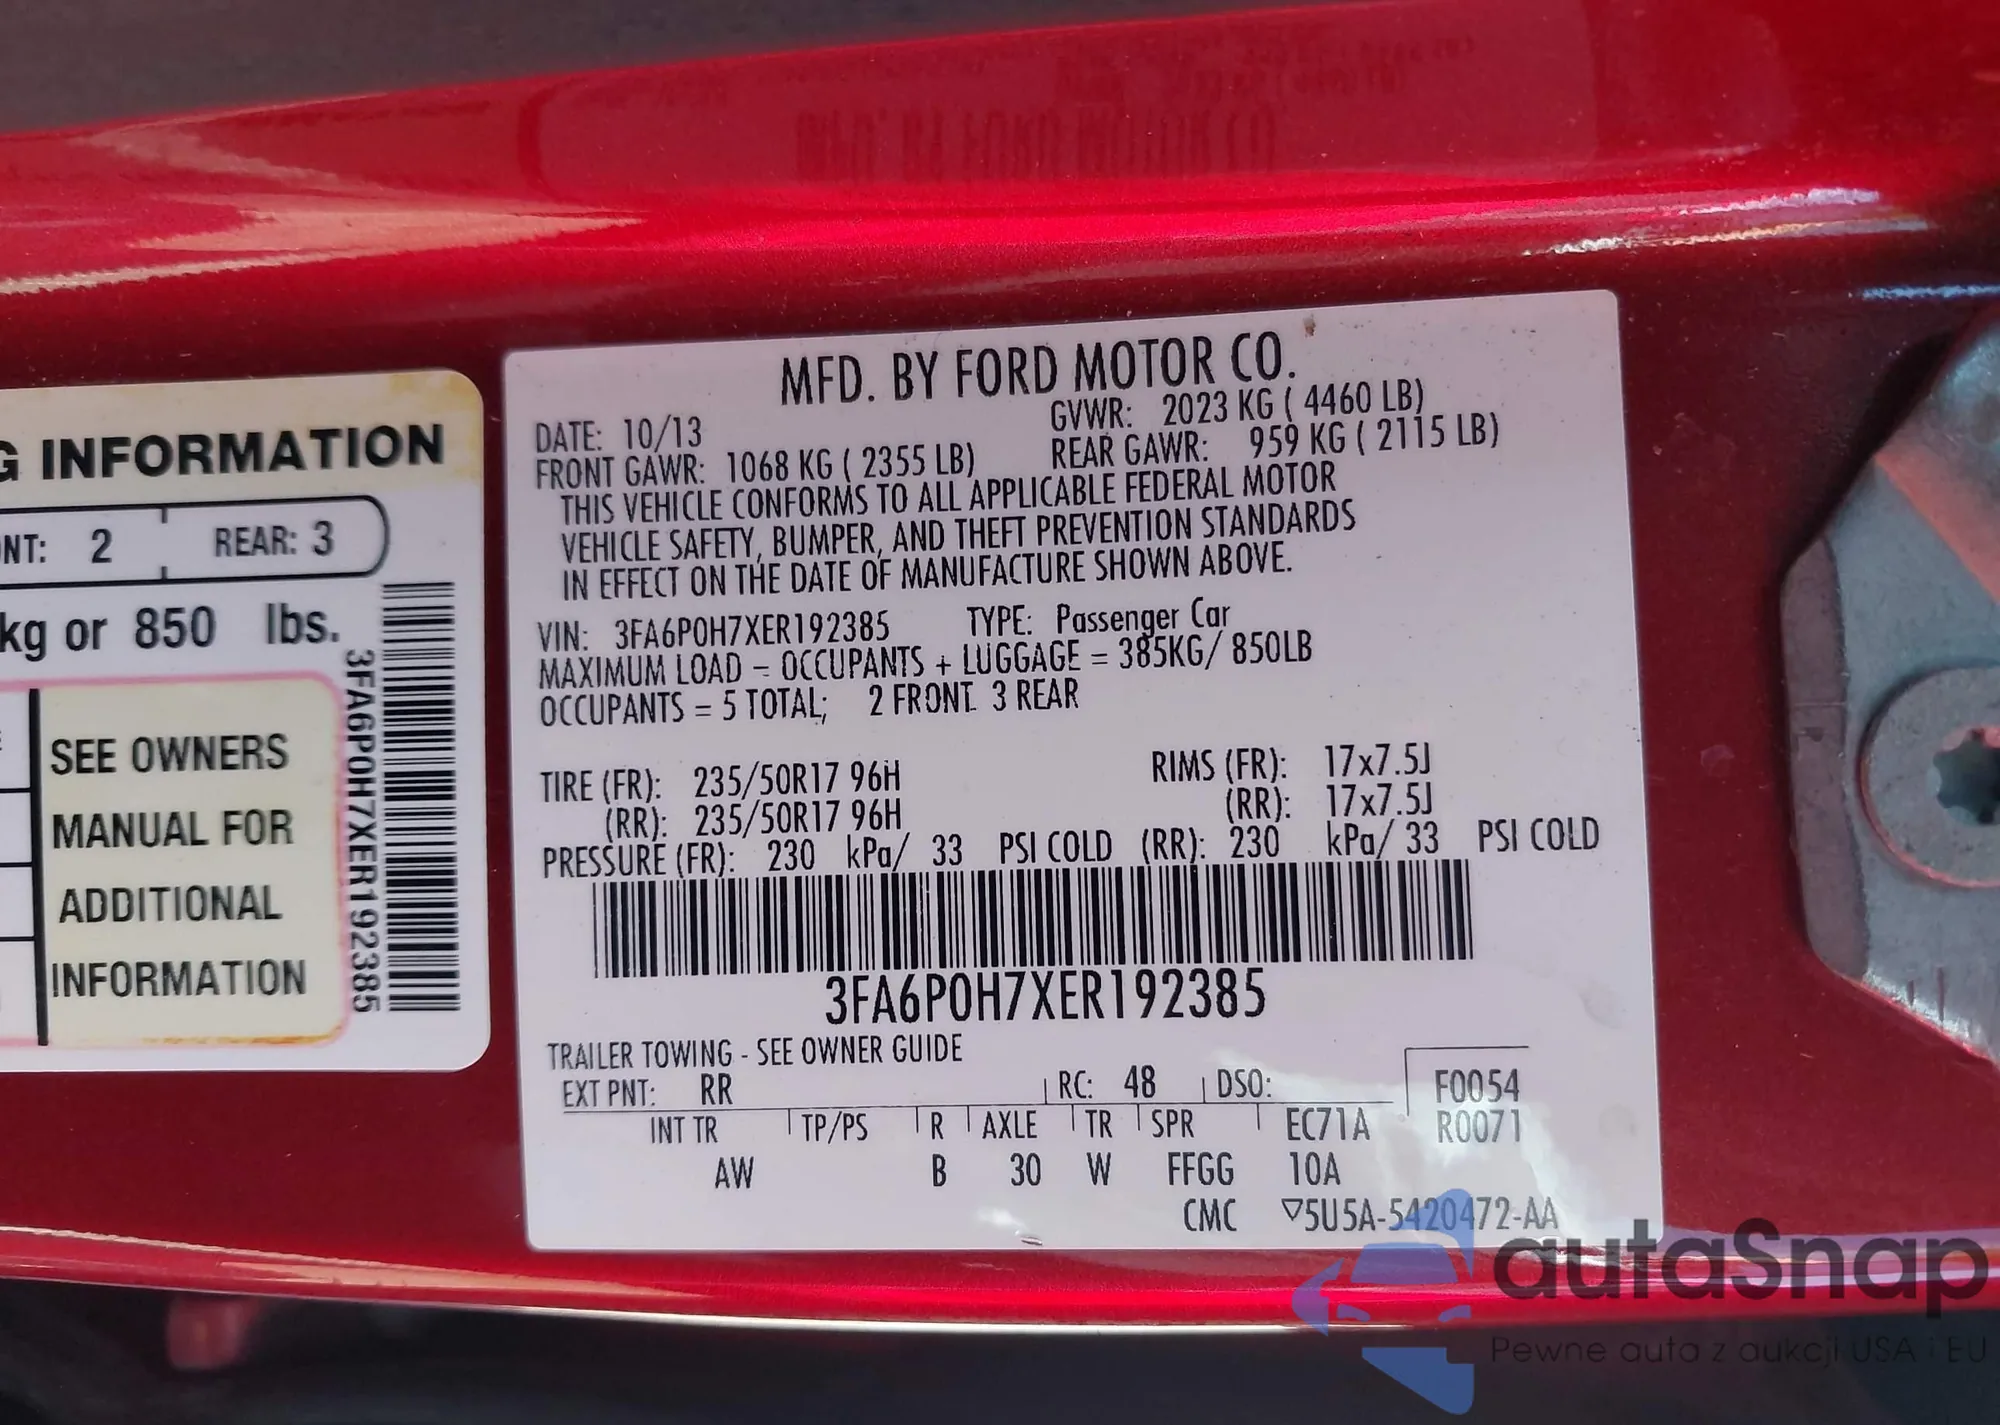 G INFORMATION
NT: 2 REAR: 3
kg or 850 lbs.
3FA6P0H7XER192385
SEE OWNERS
MANUAL FOR
ADDITIONAL
INFORMATION
MFD. BY FORD MOTOR CO.
DATE: 10/13 GVWR: 2023 KG ( 4460 LB)
FRONT GAWR: 1068 KG ( 2355 LB) REAR GAWR: 959 KG ( 2115 LB)
THIS VEHICLE CONFORMS TO ALL APPLICABLE FEDERAL MOTOR
VEHICLE SAFETY, BUMPER, AND THEFT PREVENTION STANDARDS
IN EFFECT ON THE DATE OF MANUFACTURE SHOWN ABOVE.
VIN: 3FA6P0H7XER192385 TYPE: Passenger Car
MAXIMUM LOAD - OCCUPANTS + LUGGAGE = 385KG/ 850LB
OCCUPANTS = 5 TOTAL; 2 FRONT 3 REAR
TIRE (FR): 235/50R17 96H RIMS (FR): 17x7.5J
(RR): 235/50R17 96H (RR): 17x7.5J
PRESSURE (FR): 230 kPa/ 33 PSI COLD (RR): 230 kPa/ 33 PSI COLD
3FA6P0H7XER192385
TRAILER TOWING - SEE OWNER GUIDE
EXT PNT: RR RC: 48 DSO: F0054
INT TR TP/PS R AXLE TR SPR EC71A R0071
AW B 30 W FFGG 10A
CMC ▽5U5A-5420472-AA
autaSnap
Pewne auta z aukcji USA i EU